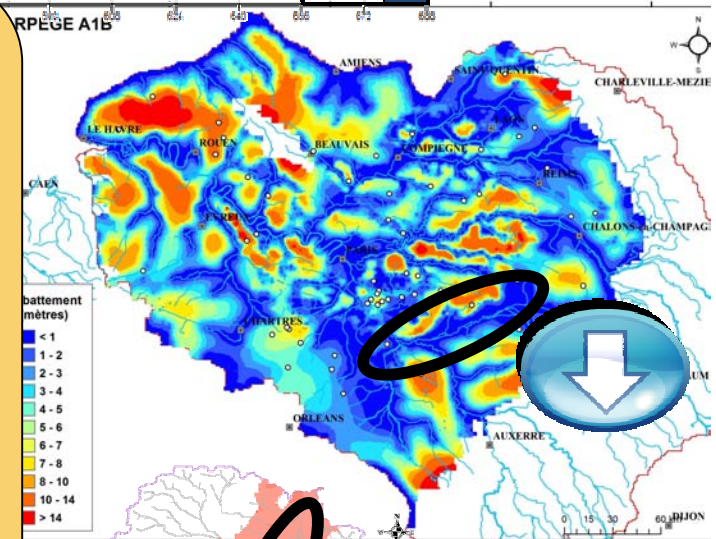 RPEGE A1B
AMIENS
SAINT-QUENTIN
CHARLEVILLE-MEZIE
LE HAVRE
ROUEN
BEAUVAIS
COMPIEGNE
LAON
REIMS
CAEN
EVREUX
PARIS
CHALONS-en-CHAMPAG
CHARTRES
ORLEANS
AUXERRE
DIJON
UM
battement
mètres)
< 1
1 - 2
2 - 3
3 - 4
4 - 5
5 - 6
6 - 7
7 - 8
8 - 10
10 - 14
> 14
N
W
S
0 15 30 60